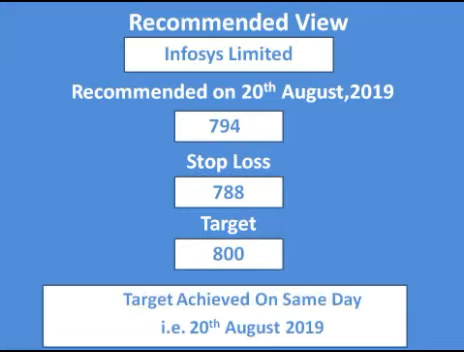 Recommended View
Infosys Limited
Recommended on 20th August,2019
794
Stop Loss
788
Target
800
Target Achieved On Same Day
i.e. 20th August 2019